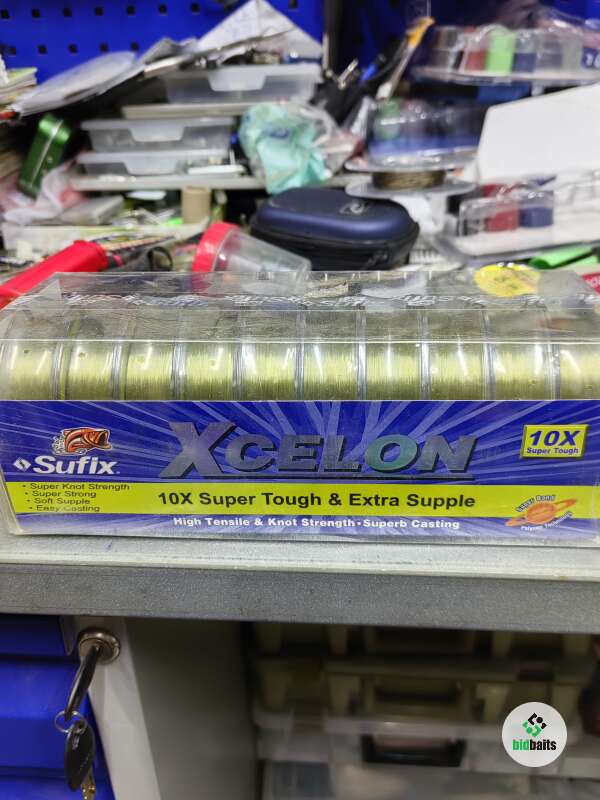 Sufix
XCELON
10X
Super Tough
• Super Knot Strength
• Super Strong
• Soft Supple
• Easy Casting
10X Super Tough & Extra Supple
High Tensile & Knot Strength • Superb Casting
bidbaits